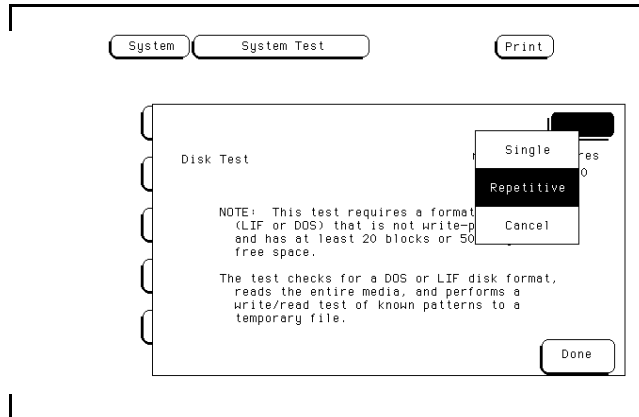 System System Test Print
Disk Test
Single
res
Repetitive
0
Cancel
NOTE: This test requires a format
(LIF or DOS) that is not write-p
and has at least 20 blocks or 50
free space.
The test checks for a DOS or LIF disk format,
reads the entire media, and performs a
write/read test of known patterns to a
temporary file.
Done